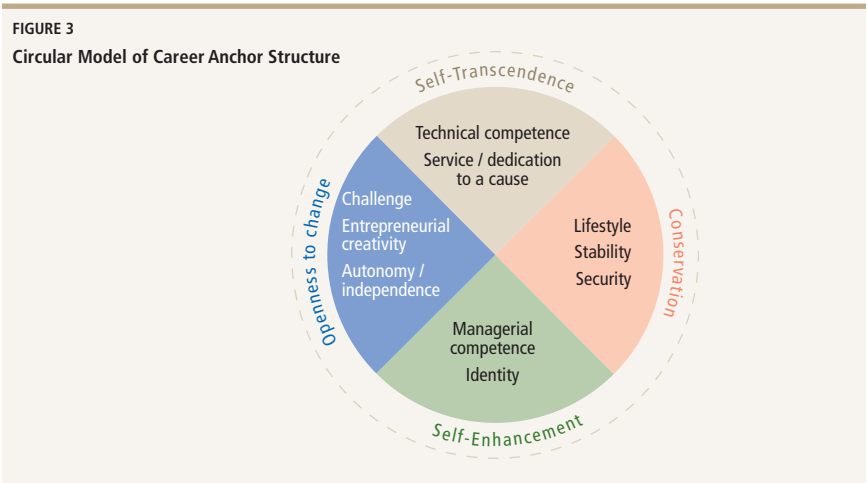 FIGURE 3
Circular Model of Career Anchor Structure
Self-Transcendence
Technical competence
Service / dedication
to a cause
Openness to change
Challenge
Entrepreneurial
creativity
Autonomy /
independence
Lifestyle
Stability
Security
Conservation
Managerial
competence
Identity
Self-Enhancement